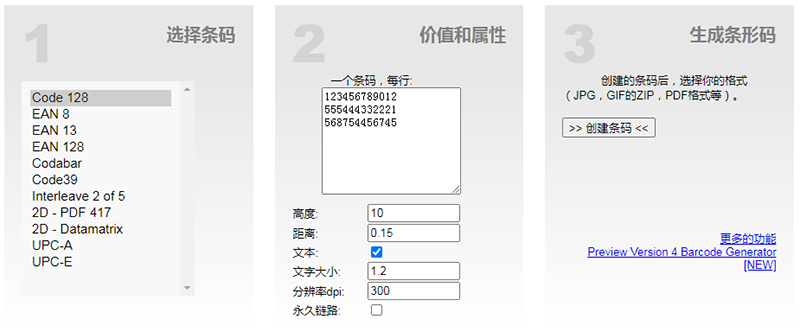 1 选择条码
Code 128
EAN 8
EAN 13
EAN 128
Codabar
Code39
Interleave 2 of 5
2D - PDF 417
2D - Datamatrix
UPC-A
UPC-E
2 价值和属性
一个条码，每行:
123456789012
555444332221
568754456745
高度: 10
距离: 0.15
文本:
文字大小: 1.2
分辨率dpi: 300
永久链路:
3 生成条形码
创建的条码后，选择你的格式
（JPG，GIF的ZIP，PDF格式等）。
>> 创建条码 <<
更多的功能
Preview Version 4 Barcode Generator
[NEW]